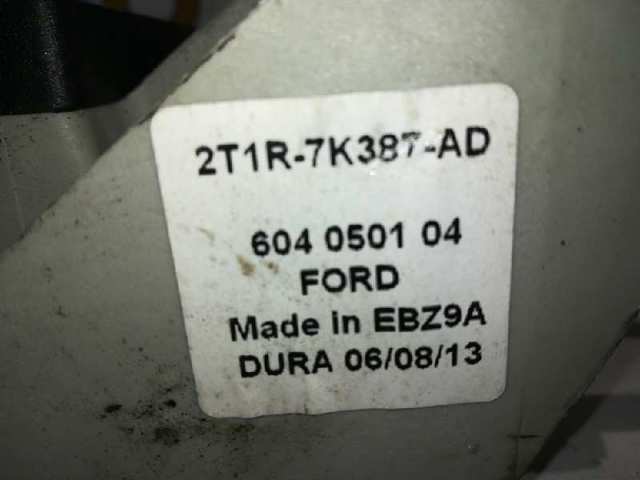 2T1R-7K387-AD
604 0501 04
FORD
Made in EBZ9A
DURA 06/08/13